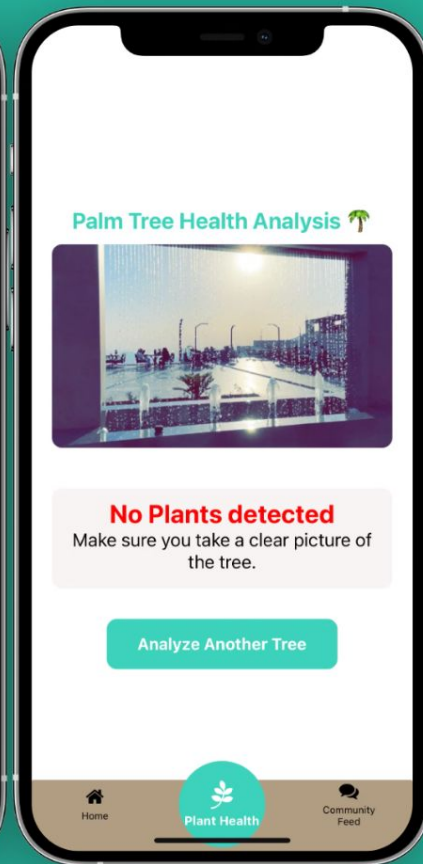 Palm Tree Health Analysis 🌴
No Plants detected
Make sure you take a clear picture of
the tree.
Analyze Another Tree
Home
Plant Health
Community
Feed